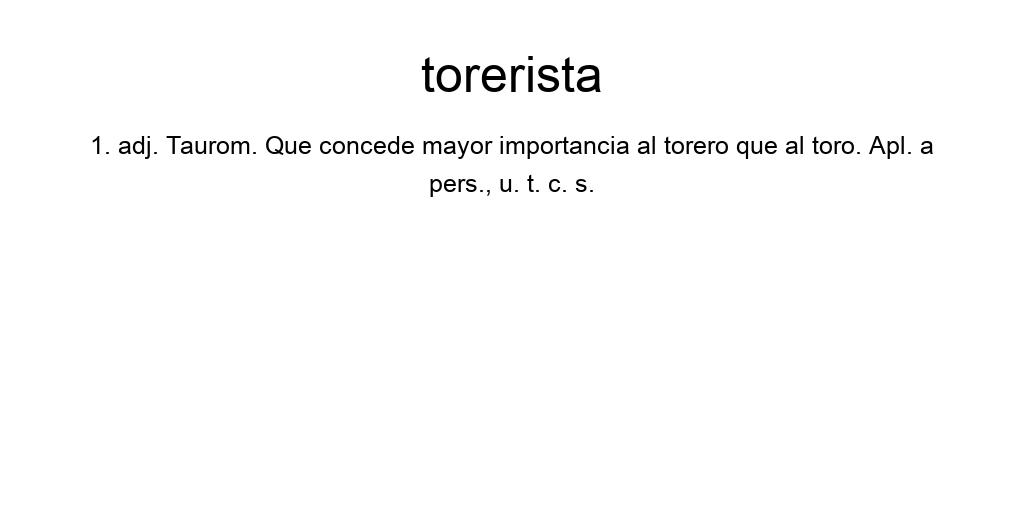 torerista
1. adj. Taurom. Que concede mayor importancia al torero que al toro. Apl. a
pers., u. t. c. s.